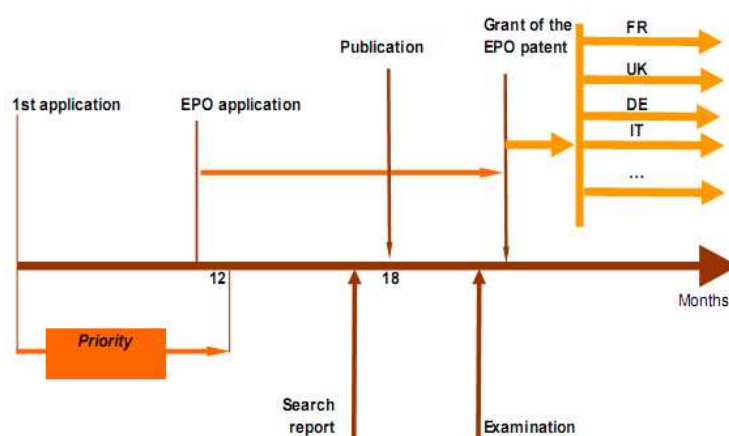 Grant of the
EPO patent
Publication
1st application
EPO application
FR
UK
DE
IT
...
12
18
Months
Priority
Search
report
Examination